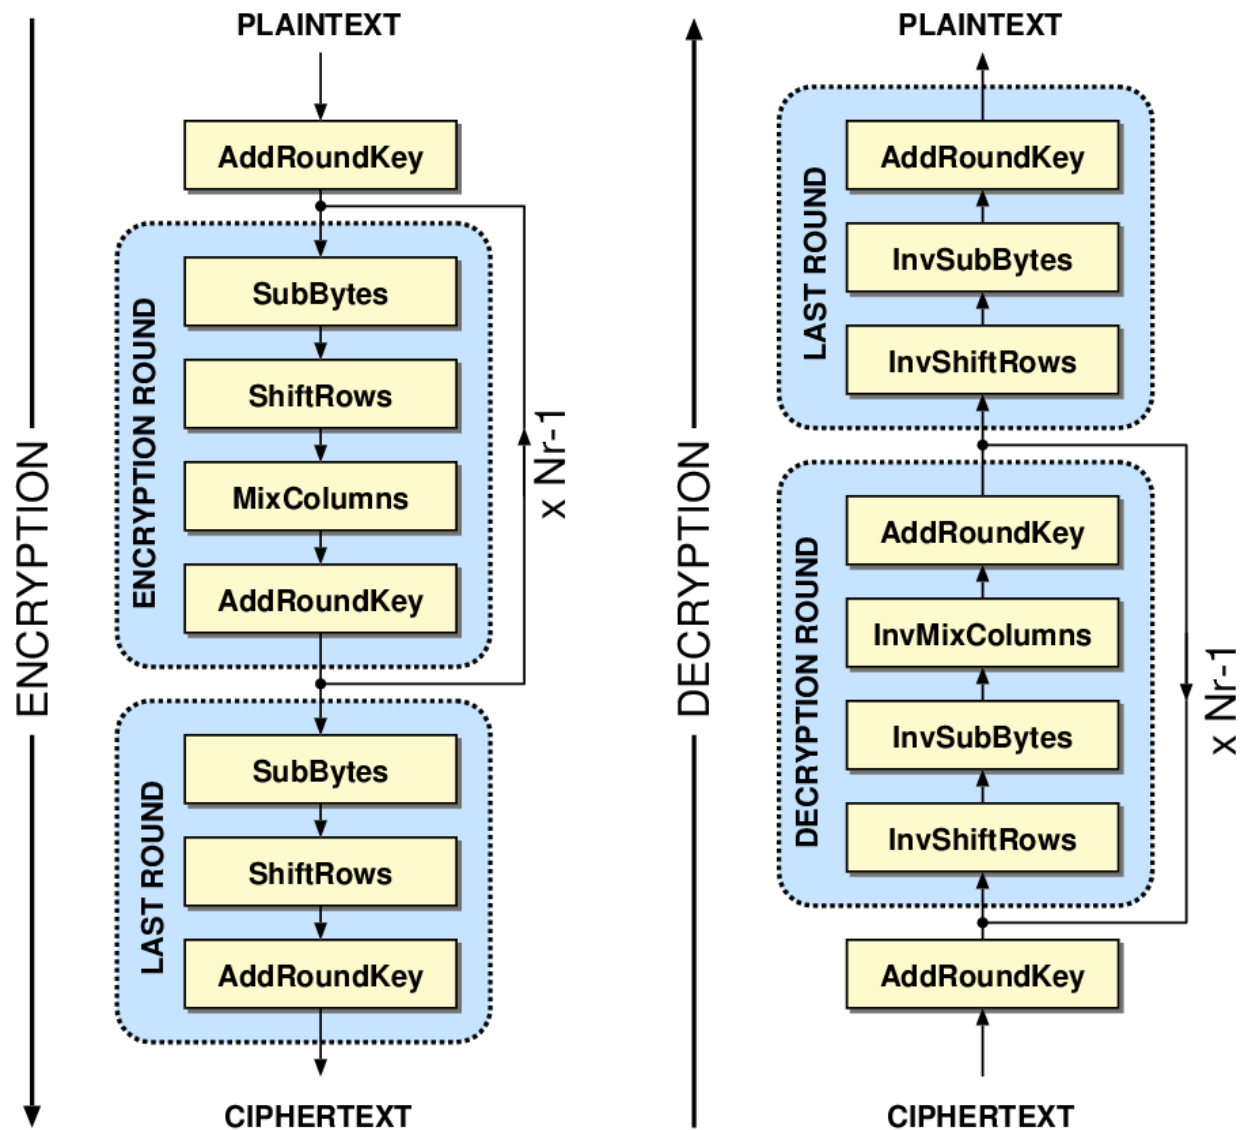 PLAINTEXT
AddRoundKey
ENCRYPTION ROUND
SubBytes
ShiftRows
MixColumns
AddRoundKey
x Nr-1
ENCRYPTION
LAST ROUND
SubBytes
ShiftRows
AddRoundKey
CIPHERTEXT
PLAINTEXT
LAST ROUND
AddRoundKey
InvSubBytes
InvShiftRows
DECRYPTION
DECRYPTION ROUND
AddRoundKey
InvMixColumns
InvSubBytes
InvShiftRows
x Nr-1
AddRoundKey
CIPHERTEXT